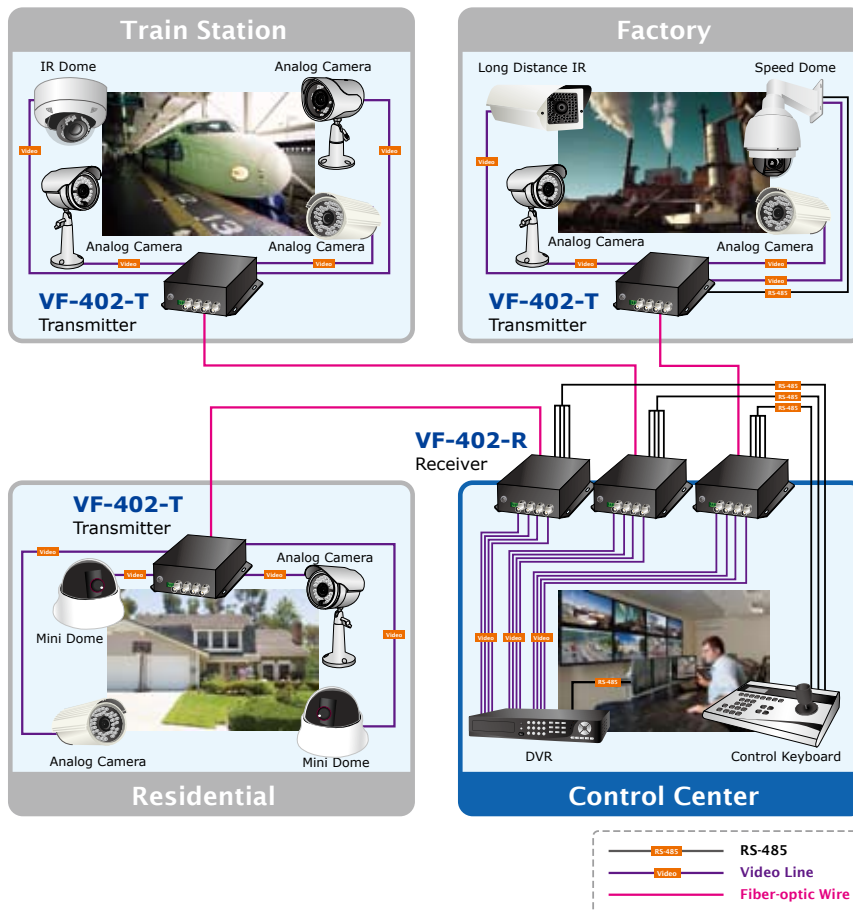 Train Station
IR Dome
Analog Camera
Video
Video
Analog Camera
Analog Camera
Video
Video
VF-402-T
Transmitter
Factory
Long Distance IR
Speed Dome
Video
Analog Camera
Analog Camera
Video
Video
Video
RS-485
VF-402-T
Transmitter
RS-485
RS-485
RS-485
VF-402-R
Receiver
VF-402-T
Transmitter
Video
Analog Camera
Video
Video
Mini Dome
Video
Analog Camera
Mini Dome
Residential
Video
Video
Video
RS-485
DVR
Control Keyboard
Control Center
RS-485
RS-485
Video
Video Line
Fiber-optic Wire